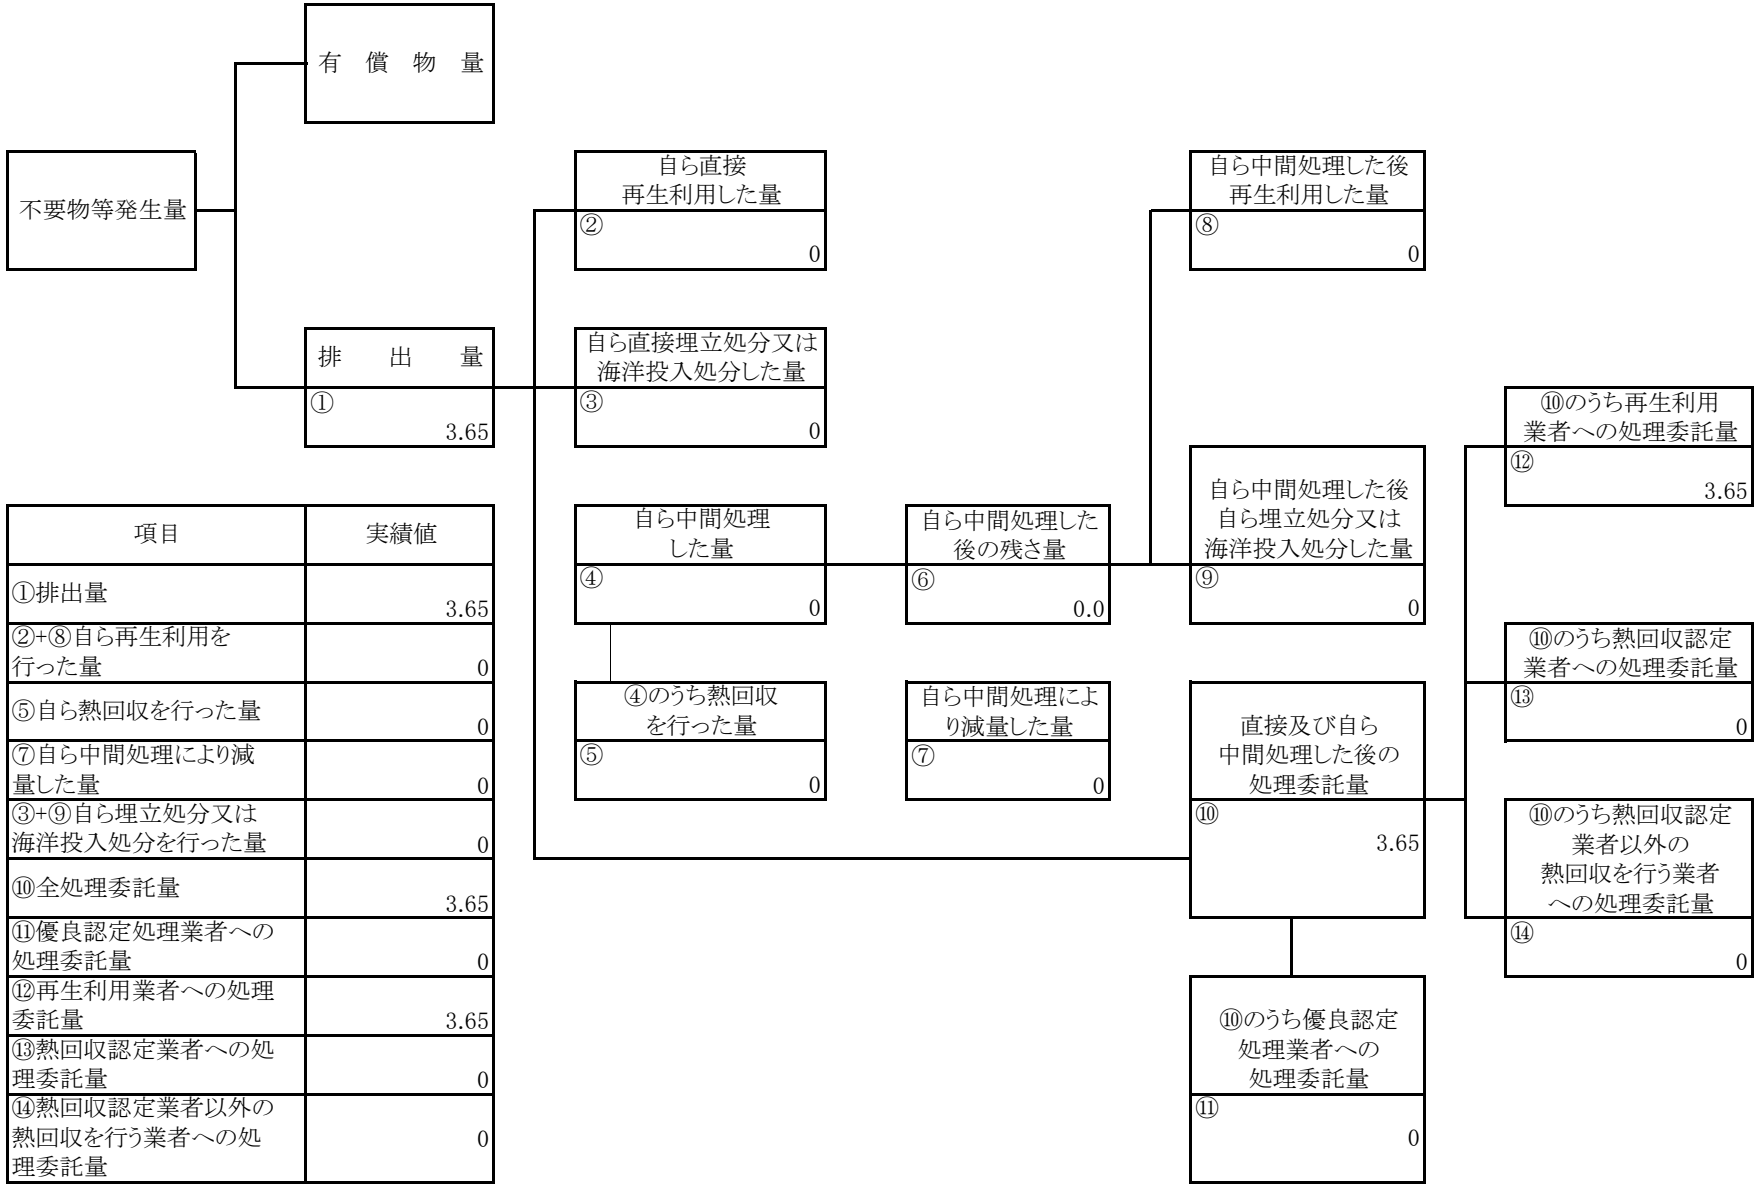 有 償 物 量
不要物等発生量
自ら直接
再生利用した量
②
0
自ら中間処理した後
再生利用した量
⑧
0
排 出 量
①
3.65
自ら直接埋立処分又は
海洋投入処分した量
③
0
⑩のうち再生利用
業者への処理委託量
⑫
3.65
自ら中間処理
した量
④
0
自ら中間処理した
後の残さ量
⑥
0.0
自ら中間処理した後
自ら埋立処分又は
海洋投入処分した量
⑨
0
⑩のうち熱回収認定
業者への処理委託量
⑬
0
④のうち熱回収
を行った量
⑤
0
自ら中間処理によ
り減量した量
⑦
0
直接及び自ら
中間処理した後の
処理委託量
⑩
3.65
⑩のうち熱回収認定
業者以外の
熱回収を行う業者
への処理委託量
⑭
0
⑩のうち優良認定
処理業者への
処理委託量
⑪
0
項目 実績値
①排出量
3.65
②+⑧自ら再生利用を
行った量 0
⑤自ら熱回収を行った量
0
⑦自ら中間処理により減
量した量 0
③+⑨自ら埋立処分又は
海洋投入処分を行った量 0
⑩全処理委託量
3.65
⑪優良認定処理業者への
処理委託量 0
⑫再生利用業者への処理
委託量 3.65
⑬熱回収認定業者への処
理委託量 0
⑭熱回収認定業者以外の
熱回収を行う業者への処 0
理委託量